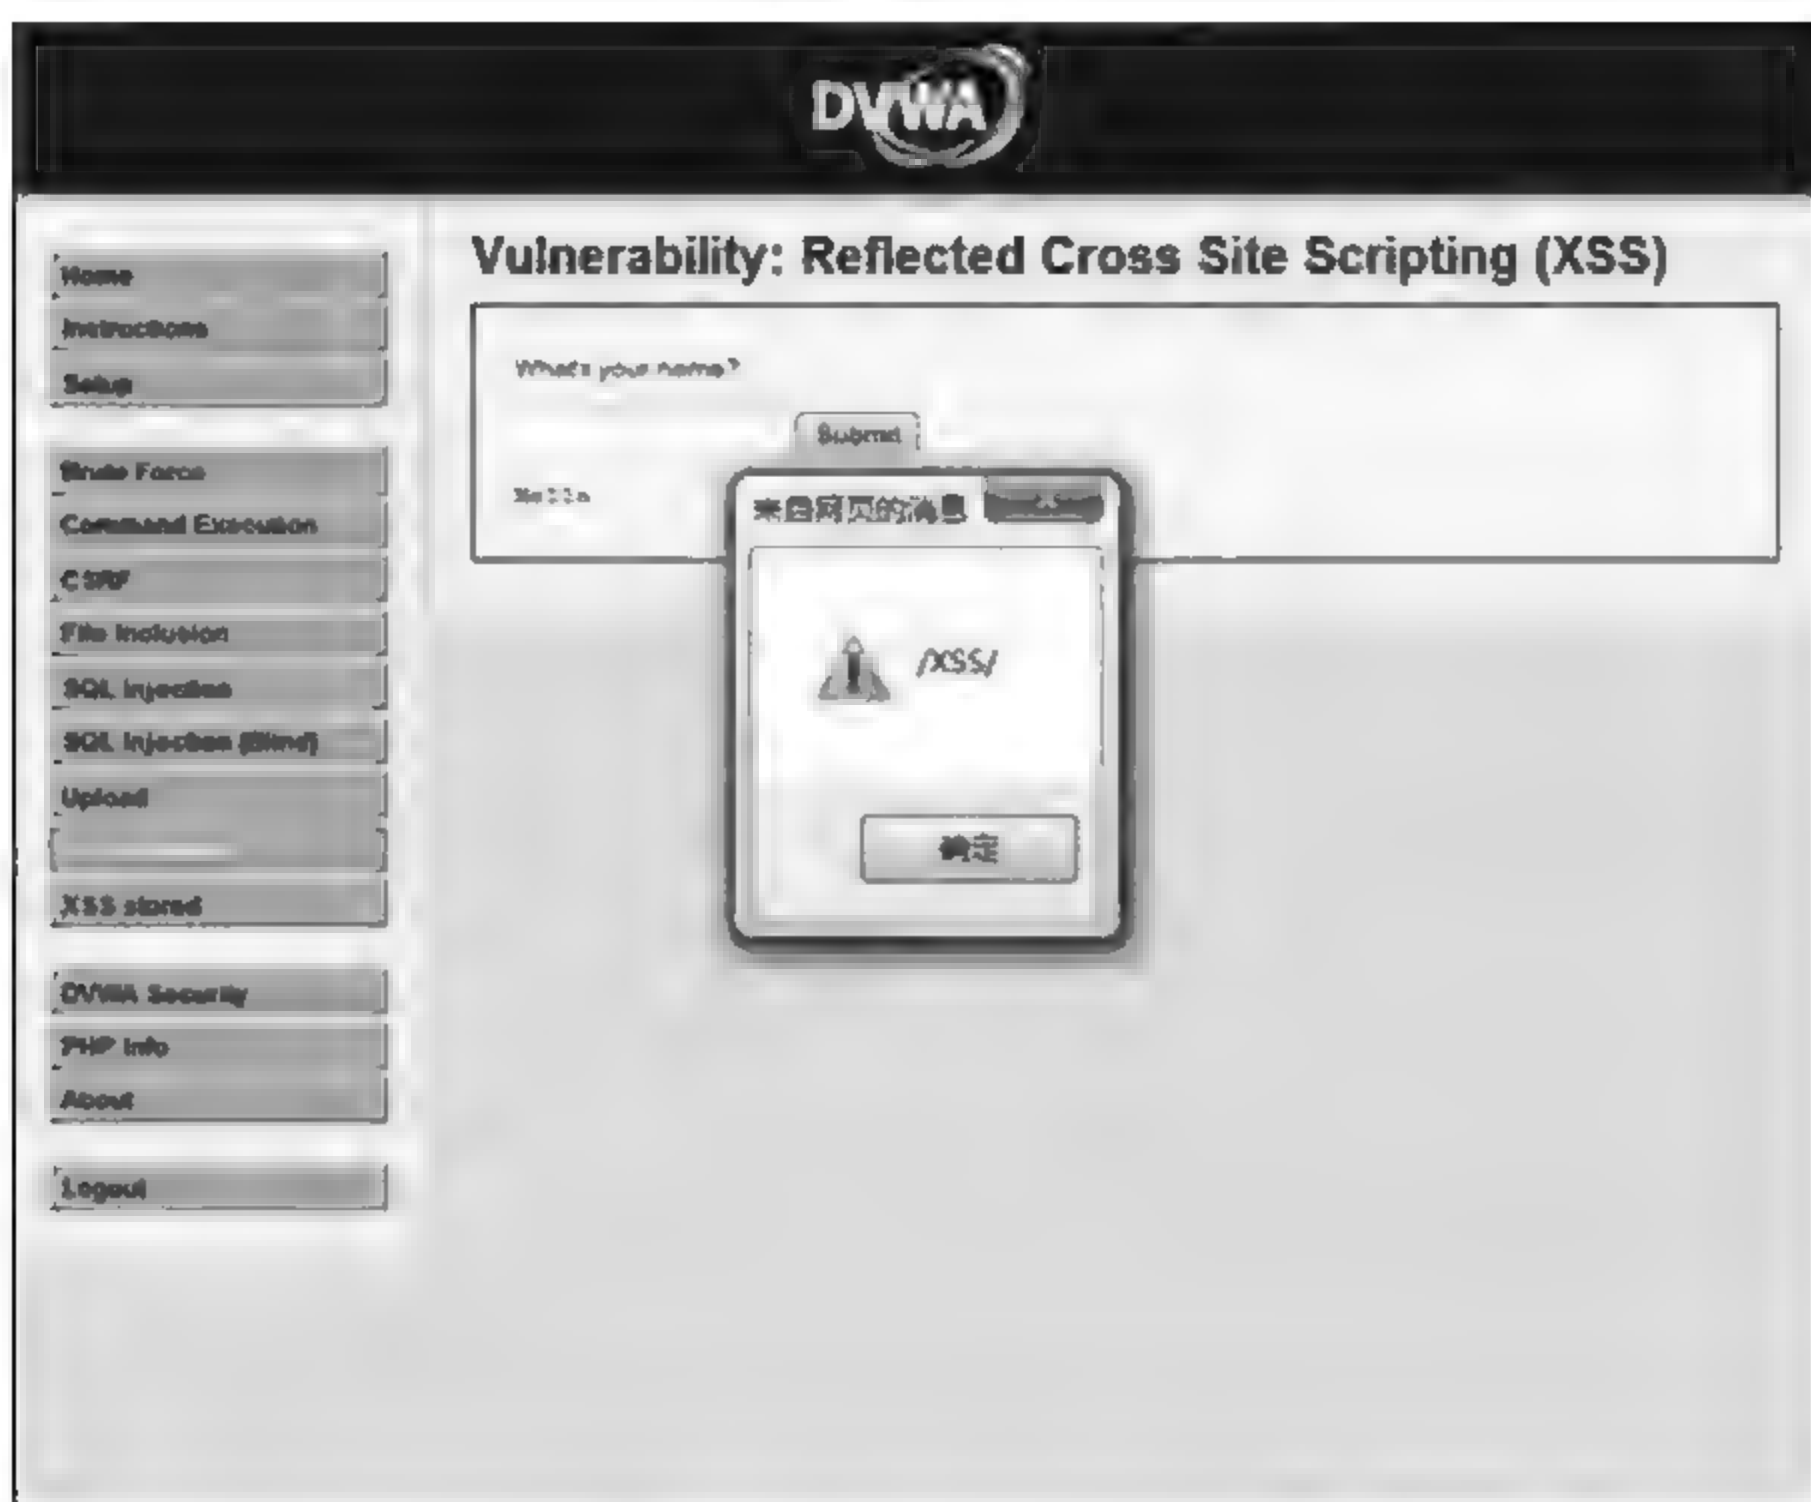 DVWA
Vulnerability: Reflected Cross Site Scripting (XSS)
Home
Instructions
Setup
Brute Force
Command Execution
CSRF
File Inclusion
SQL Injection
SQL Injection (Blind)
Upload
XSS stored
DVWA Security
PHP Info
About
Logout
What's your name?
Submit
Hello
来自网页的消息
/XSS/
确定